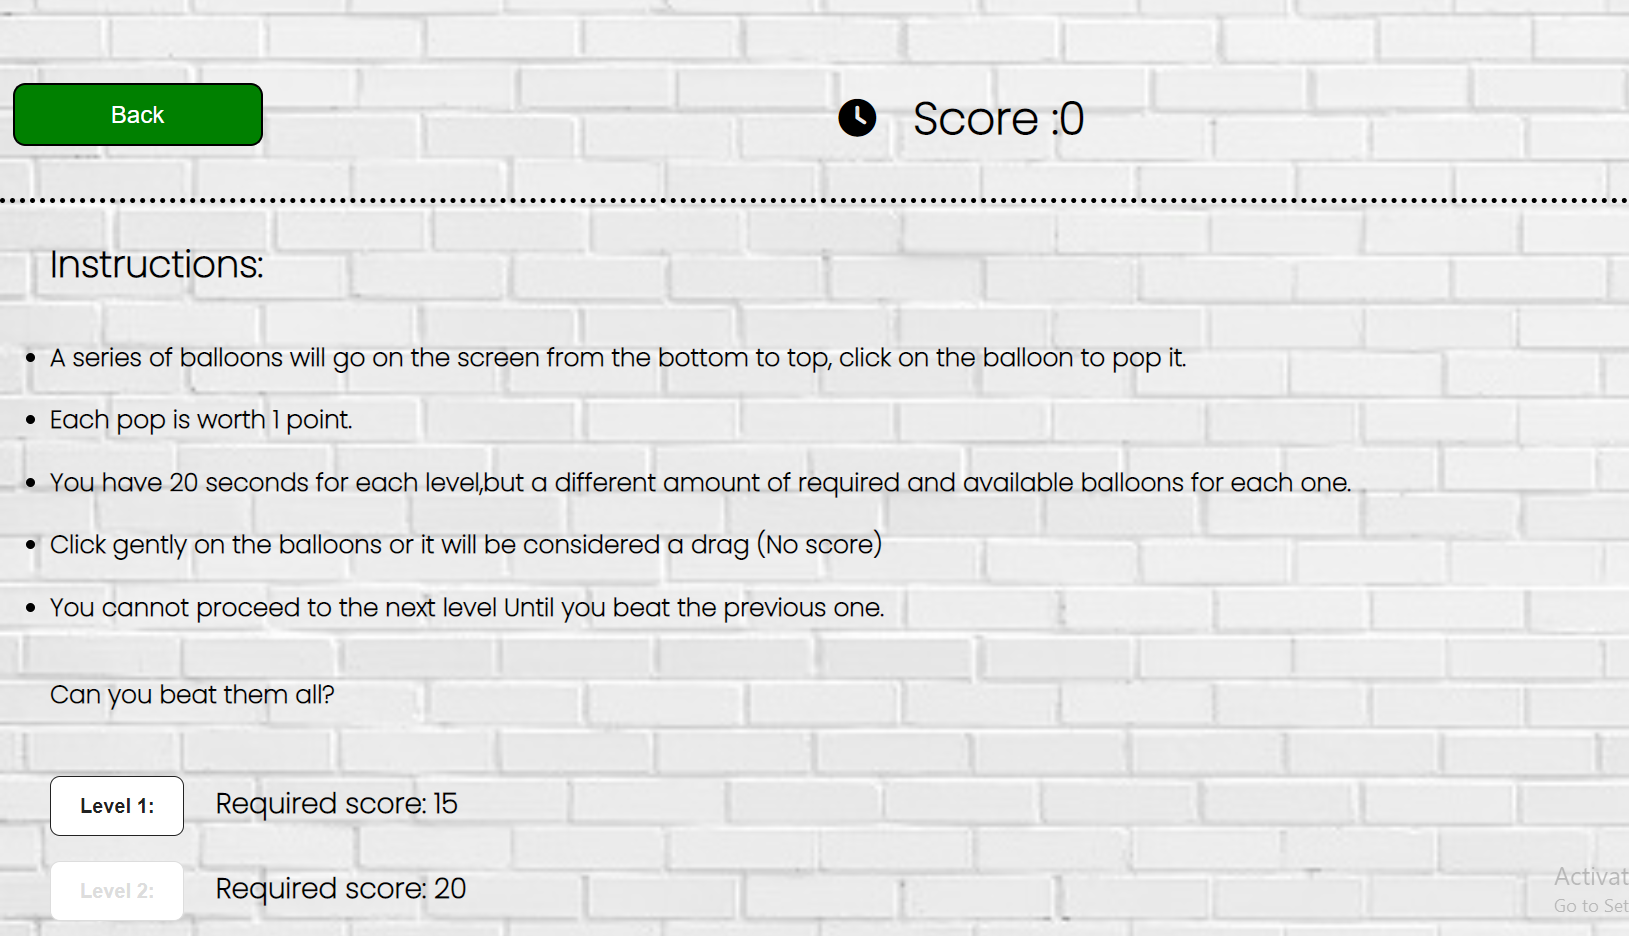 Back
Score :0
Instructions:
A series of balloons will go on the screen from the bottom to top, click on the balloon to pop it.
Each pop is worth 1 point.
You have 20 seconds for each level,but a different amount of required and available balloons for each one.
Click gently on the balloons or it will be considered a drag (No score)
You cannot proceed to the next level Until you beat the previous one.
Can you beat them all?
Level 1: Required score: 15
Level 2: Required score: 20
Activat
Go to Set